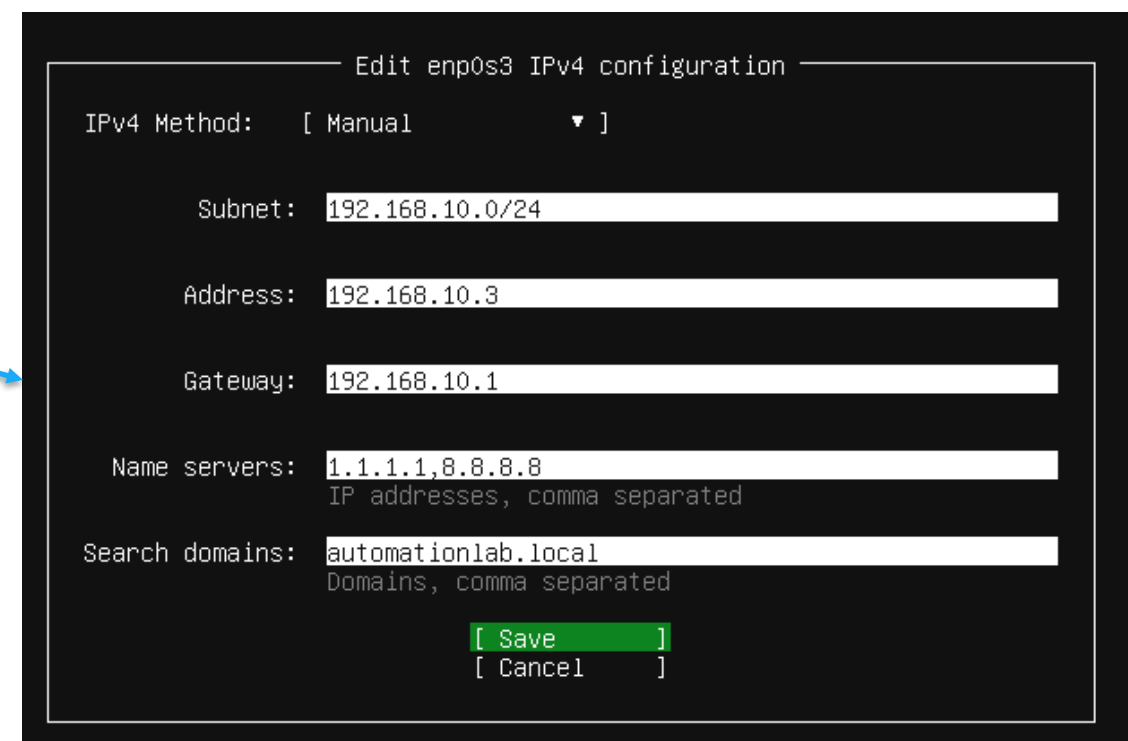 Edit enp0s3 IPv4 configuration
IPv4 Method: [ Manual ▼ ]
Subnet: 192.168.10.0/24
Address: 192.168.10.3
Gateway: 192.168.10.1
Name servers: 1.1.1.1,8.8.8.8
IP addresses, comma separated
Search domains: automationlab.local
Domains, comma separated
[ Save ]
[ Cancel ]